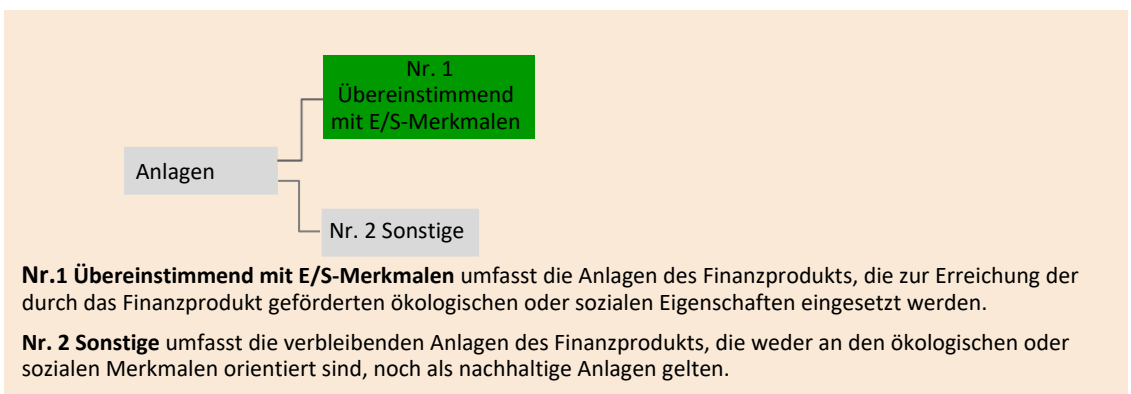 Nr. 1
Übereinstimmend
mit E/S-Merkmalen
Anlagen
Nr. 2 Sonstige
Nr.1 Übereinstimmend mit E/S-Merkmalen umfasst die Anlagen des Finanzprodukts, die zur Erreichung der
durch das Finanzprodukt geförderten ökologischen oder sozialen Eigenschaften eingesetzt werden.
Nr. 2 Sonstige umfasst die verbleibenden Anlagen des Finanzprodukts, die weder an den ökologischen oder
sozialen Merkmalen orientiert sind, noch als nachhaltige Anlagen gelten.